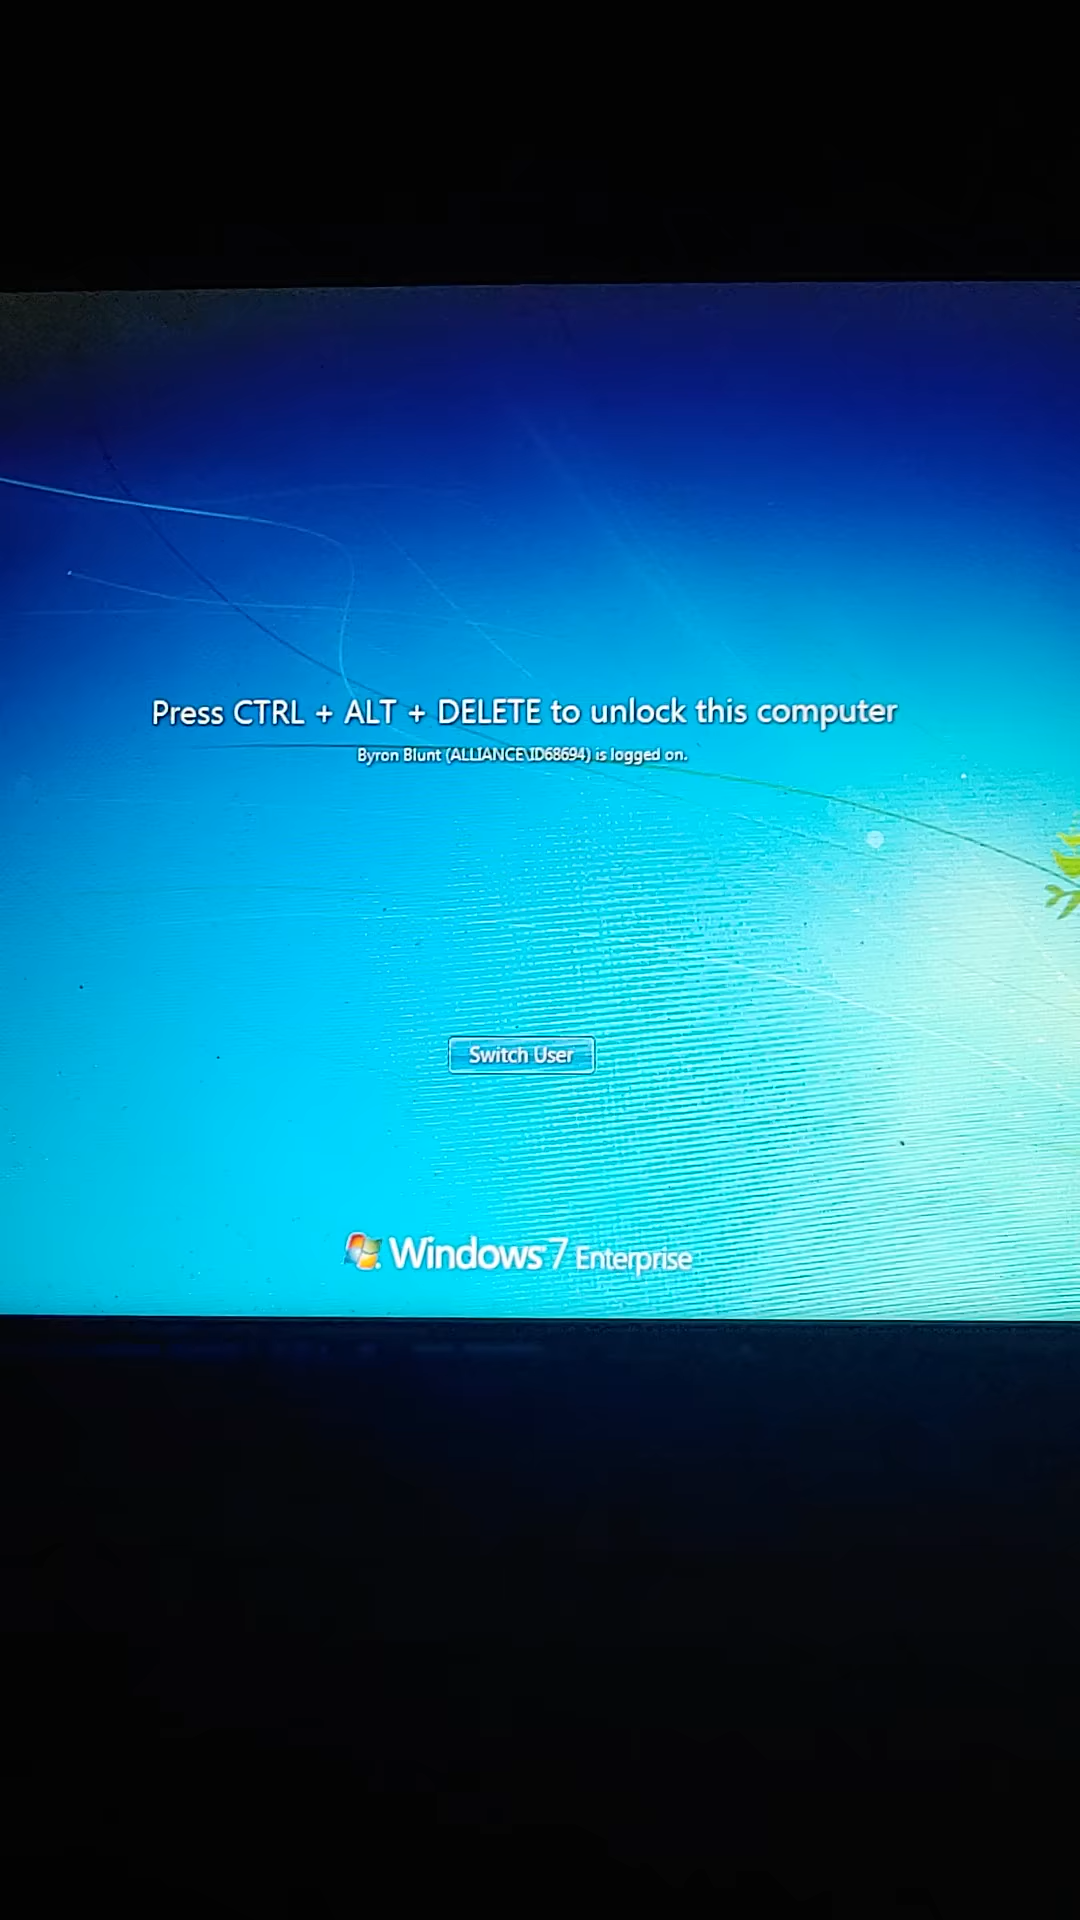 Press CTRL + ALT + DELETE to unlock this computer
Byron Blunt (ALLIANCE\ID68694) is logged on.
Switch User
Windows 7 Enterprise